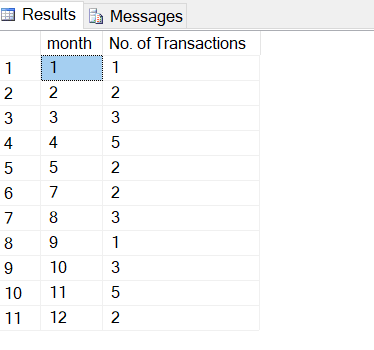 Results Messages
month No. of Transactions
1 1 1
2 2 2
3 3 3
4 4 5
5 5 2
6 7 2
7 8 3
8 9 1
9 10 3
10 11 5
11 12 2